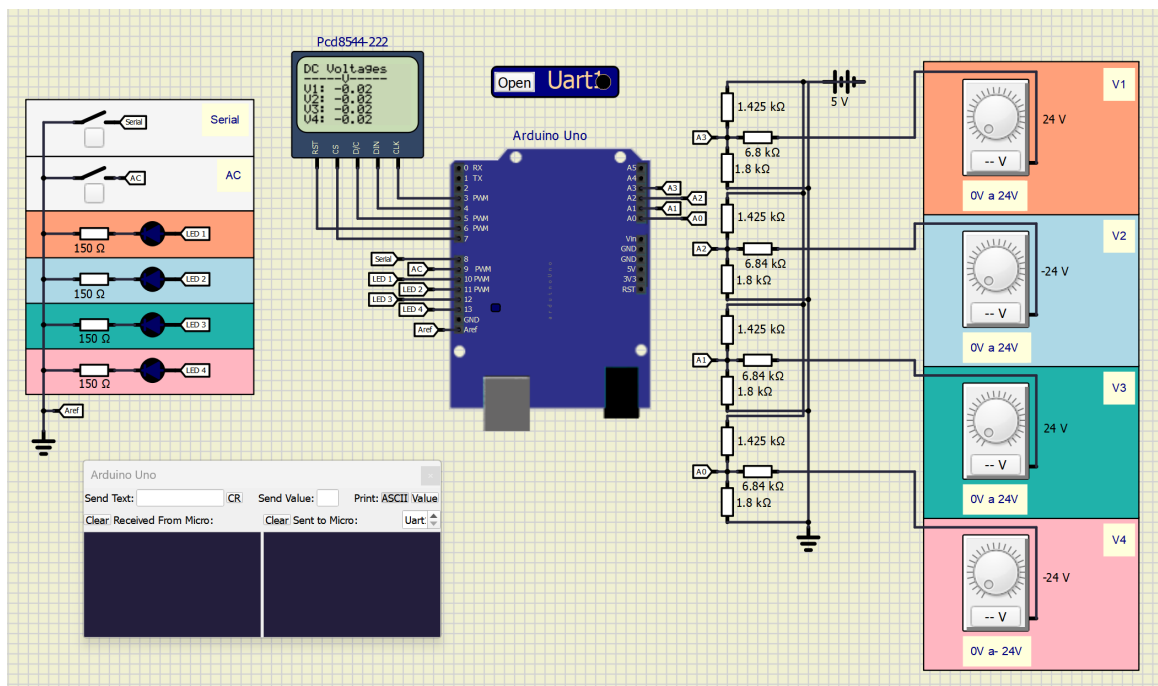 Pcd8544-222
DC Voltages
-----V-----
V1: -0.02
V2: -0.02
V3: -0.02
V4: -0.02
RST
CS
D/C
DIN
CLK
Open Uart1
Serial
Serial
AC
AC
LED 1
150 Ω
LED 2
150 Ω
LED 3
150 Ω
LED 4
150 Ω
Aref
Arduino Uno
0 RX
1 TX
2
3 PWM
4
5 PWM
6 PWM
7
8
9 PWM
10 PWM
11 PWM
12
13
GND
Aref
Serial
AC
LED 1
LED 2
LED 3
LED 4
Aref
A5
A4
A3
A2
A1
A0
Vin
GND
GND
5V
3V3
RST
A3
A2
A1
A0
5 V
1.425 kΩ
A3
6.8 kΩ
1.8 kΩ
1.425 kΩ
A2
6.84 kΩ
1.8 kΩ
1.425 kΩ
A1
6.84 kΩ
1.8 kΩ
1.425 kΩ
A0
6.84 kΩ
1.8 kΩ
V1
24 V
-- V
0V a 24V
V2
-24 V
-- V
0V a 24V
V3
24 V
-- V
0V a 24V
V4
-24 V
-- V
0V a- 24V
Arduino Uno
Send Text: CR Send Value: Print: ASCII Value
Clear Received From Micro: Clear Sent to Micro: Uart